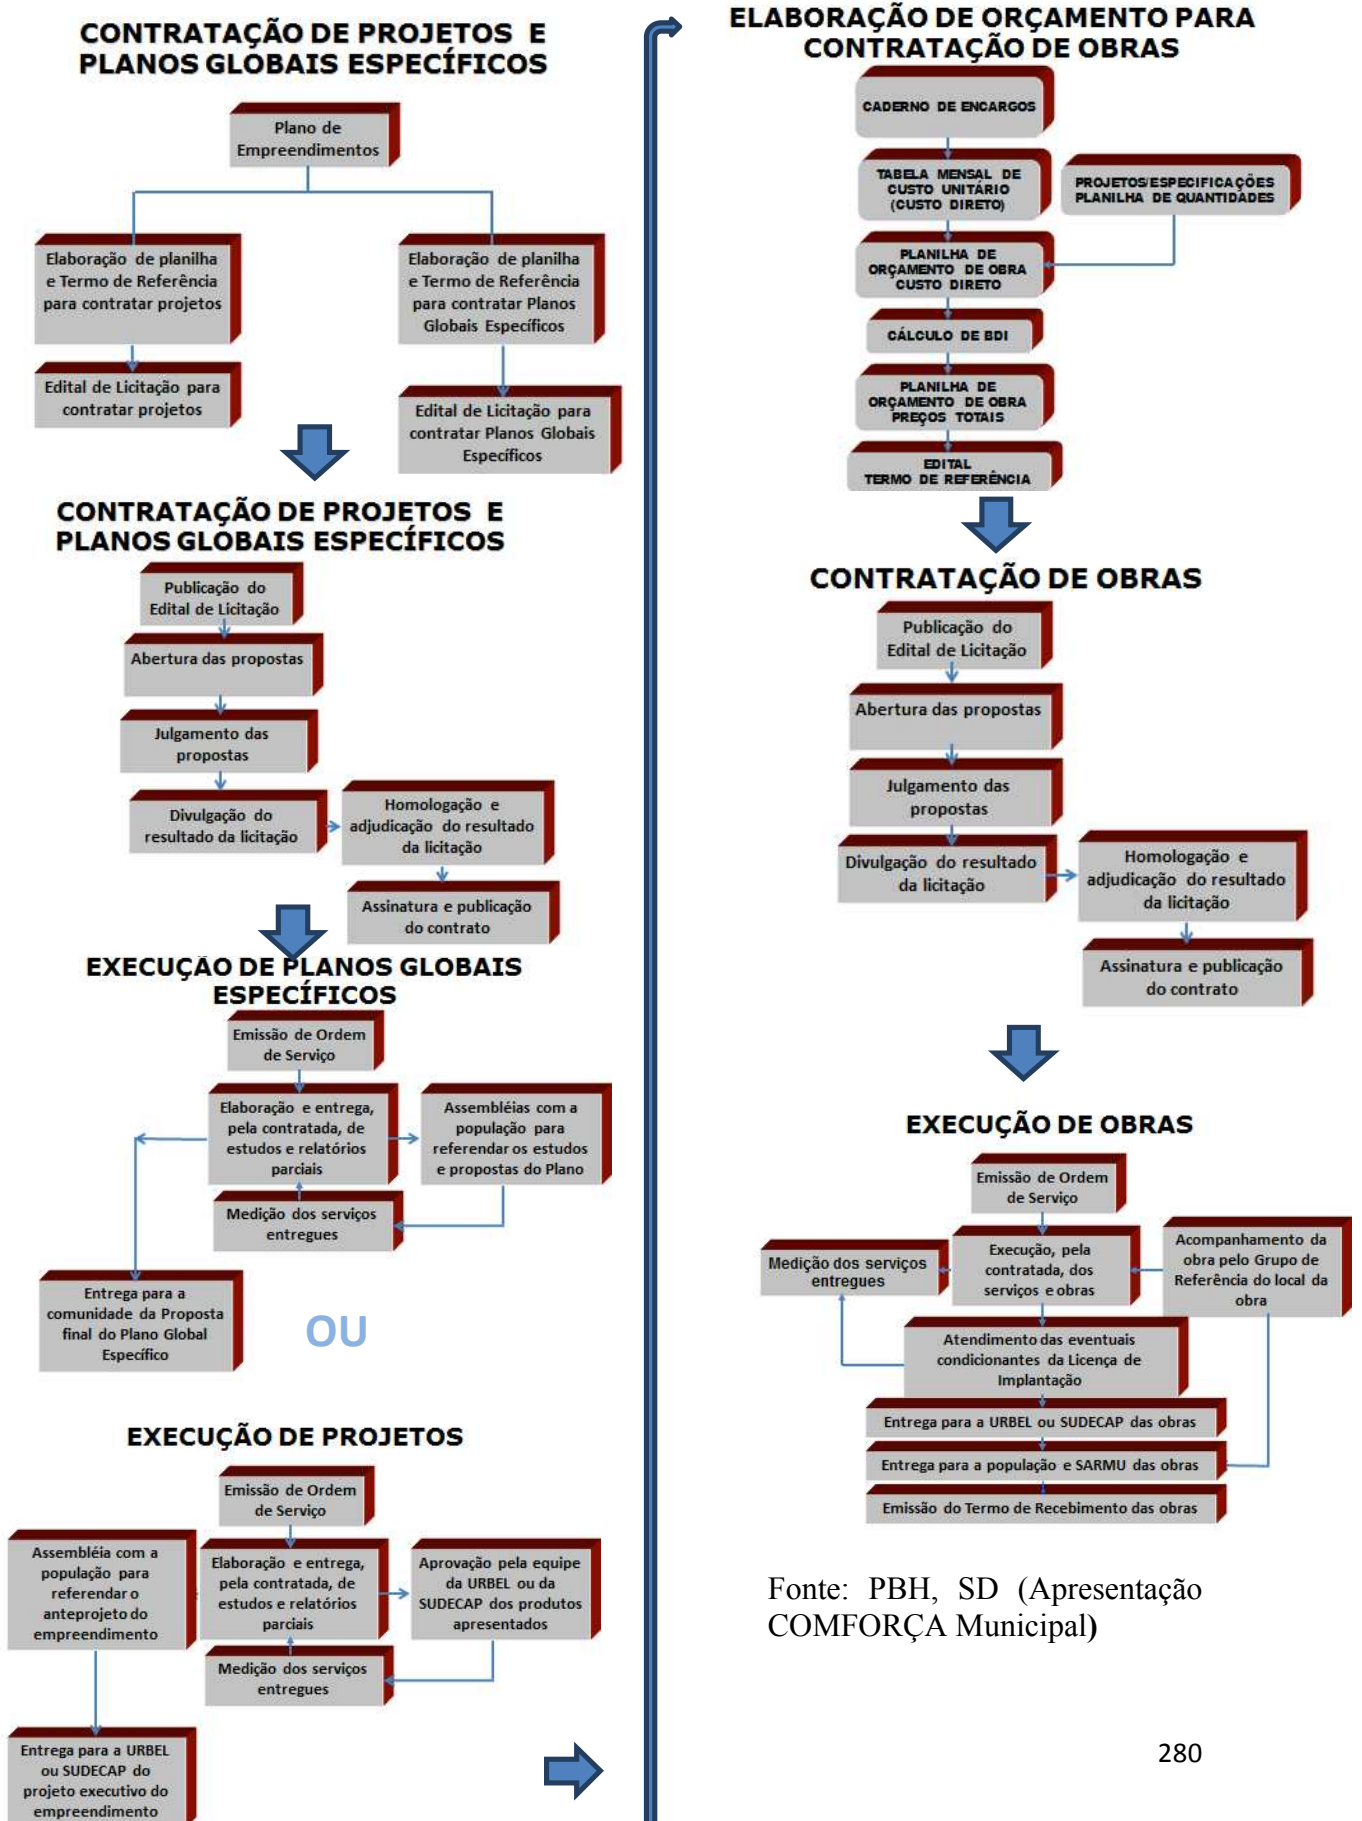 CONTRATAÇÃO DE PROJETOS E
PLANOS GLOBAIS ESPECÍFICOS
Plano de
Empreendimentos
Elaboração de planilha
e Termo de Referência
para contratar projetos
Elaboração de planilha
e Termo de Referência
para contratar Planos
Globais Específicos
Edital de Licitação para
contratar projetos
Edital de Licitação para
contratar Planos Globais
Específicos
CONTRATAÇÃO DE PROJETOS E
PLANOS GLOBAIS ESPECÍFICOS
Publicação do
Edital de Licitação
Abertura das propostas
Julgamento das
propostas
Divulgação do
resultado da licitação
Homologação e
adjudicação do resultado
da licitação
Assinatura e publicação
do contrato
EXECUÇÃO DE PLANOS GLOBAIS
ESPECÍFICOS
Emissão de Ordem
de Serviço
Elaboração e entrega,
pela contratada, de
estudos e relatórios
parciais
Assembléias com a
população para
referendar os estudos
e propostas do Plano
Medição dos serviços
entregues
Entrega para a
comunidade da Proposta
final do Plano Global
Específico
OU
EXECUÇÃO DE PROJETOS
Emissão de Ordem
de Serviço
Assembléia com a
população para
referendar o
anteprojeto do
empreendimento
Elaboração e entrega,
pela contratada, de
estudos e relatórios
parciais
Aprovação pela equipe
da URBEL ou da
SUDECAP dos produtos
apresentados
Medição dos serviços
entregues
Entrega para a URBEL
ou SUDECAP do
projeto executivo do
empreendimento
ELABORAÇÃO DE ORÇAMENTO PARA
CONTRATAÇÃO DE OBRAS
CADERNO DE ENCARGOS
TABELA MENSAL DE
CUSTO UNITÁRIO
(CUSTO DIRETO)
PROJETOS/ESPECIFICAÇÕES
PLANILHA DE QUANTIDADES
PLANILHA DE
ORÇAMENTO DE OBRA
CUSTO DIRETO
CÁLCULO DE BDI
PLANILHA DE
ORÇAMENTO DE OBRA
PREÇOS TOTAIS
EDITAL
TERMO DE REFERÊNCIA
CONTRATAÇÃO DE OBRAS
Publicação do
Edital de Licitação
Abertura das propostas
Julgamento das
propostas
Divulgação do resultado
da licitação
Homologação e
adjudicação do resultado
da licitação
Assinatura e publicação
do contrato
EXECUÇÃO DE OBRAS
Emissão de Ordem
de Serviço
Medição dos serviços
entregues
Execução, pela
contratada, dos
serviços e obras
Acompanhamento da
obra pelo Grupo de
Referência do local da
obra
Atendimento das eventuais
condicionantes da Licença de
Implantação
Entrega para a URBEL ou SUDECAP das obras
Entrega para a população e SARMU das obras
Emissão do Termo de Recebimento das obras
Fonte: PBH, SD (Apresentação
COMFORÇA Municipal)
280